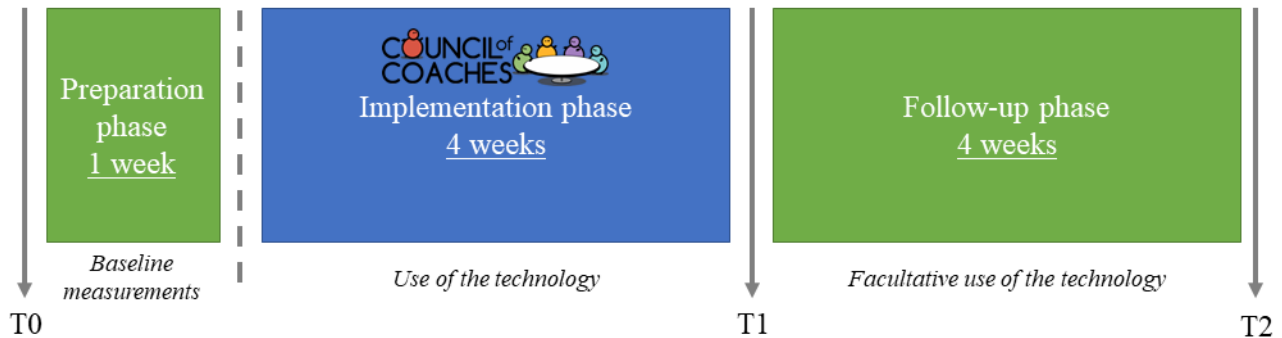 Preparation
phase
1 week
COUNCIL of
COACHES
Implementation phase
4 weeks
Follow-up phase
4 weeks
Baseline
measurements
Use of the technology
Facultative use of the technology
T0
T1
T2